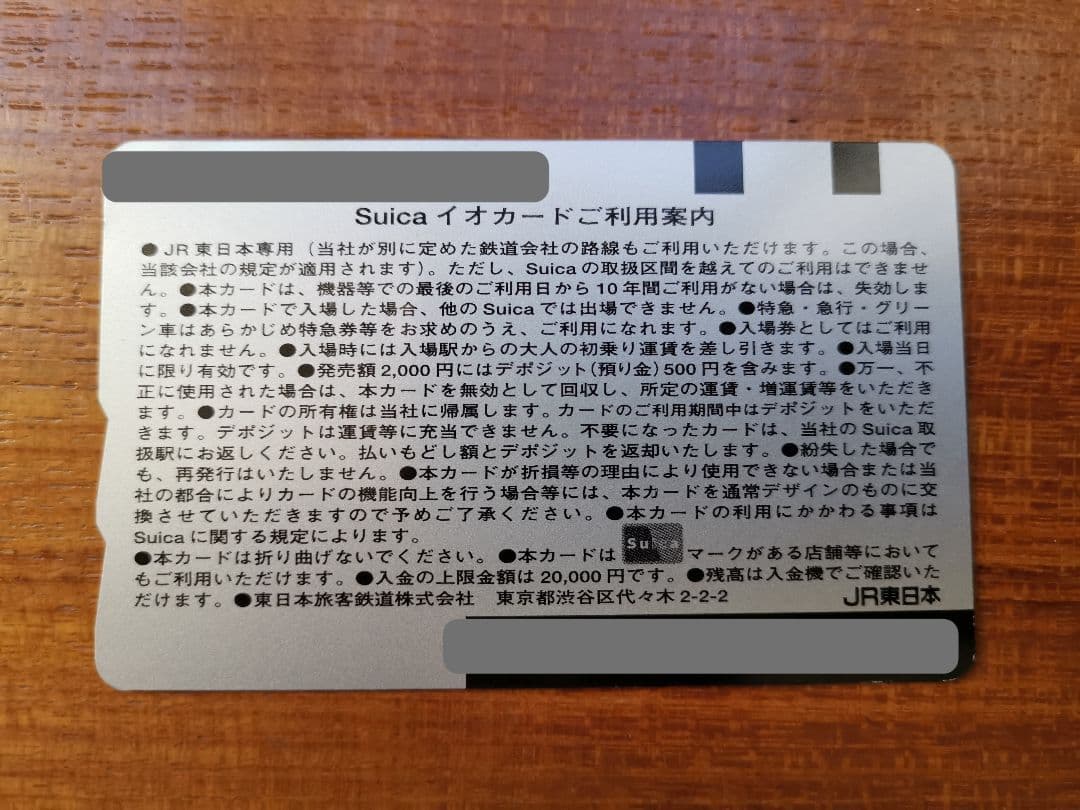 Suica イオカードご利用案内
●JR東日本専用（当社が別に定めた鉄道会社の路線もご利用いただけます。この場合、
当該会社の規定が適用されます）。ただし、Suicaの取扱区間を越えてのご利用はできませ
ん。●本カードは、機器等での最後のご利用日から10年間ご利用がない場合は、失効しま
す。●本カードで入場した場合、他のSuicaでは出場できません。●特急・急行・グリー
ン車はあらかじめ特急券等をお求めのうえ、ご利用になれます。●入場券としてはご利用
になれません。●入場時には入場駅からの大人の初乗り運賃を差し引きます。●入場当日
に限り有効です。●発売額2,000円にはデポジット(預り金)500円を含みます。●万一、不
正に使用された場合は、本カードを無効として回収し、所定の運賃・増運賃等をいただき
ます。●カードの所有権は当社に帰属します。カードのご利用期間中はデポジットをいただ
きます。デポジットは運賃等に充当できません。不要になったカードは、当社のSuica取
扱駅にお返しください。払いもどし額とデポジットを返却いたします。●紛失した場合で
も、再発行はいたしません。●本カードが折損等の理由により使用できない場合または当
社の都合によりカードの機能向上を行う場合等には、本カードを通常デザインのものに交
換させていただきますので予めご了承ください。●本カードの利用にかかわる事項は
Suicaに関する規定によります。
●本カードは折り曲げないでください。●本カードは Suica マークがある店舗等において
もご利用いただけます。●入金の上限金額は20,000円です。●残高は入金機でご確認いた
だけます。●東日本旅客鉄道株式会社 東京都渋谷区代々木2-2-2 JR東日本